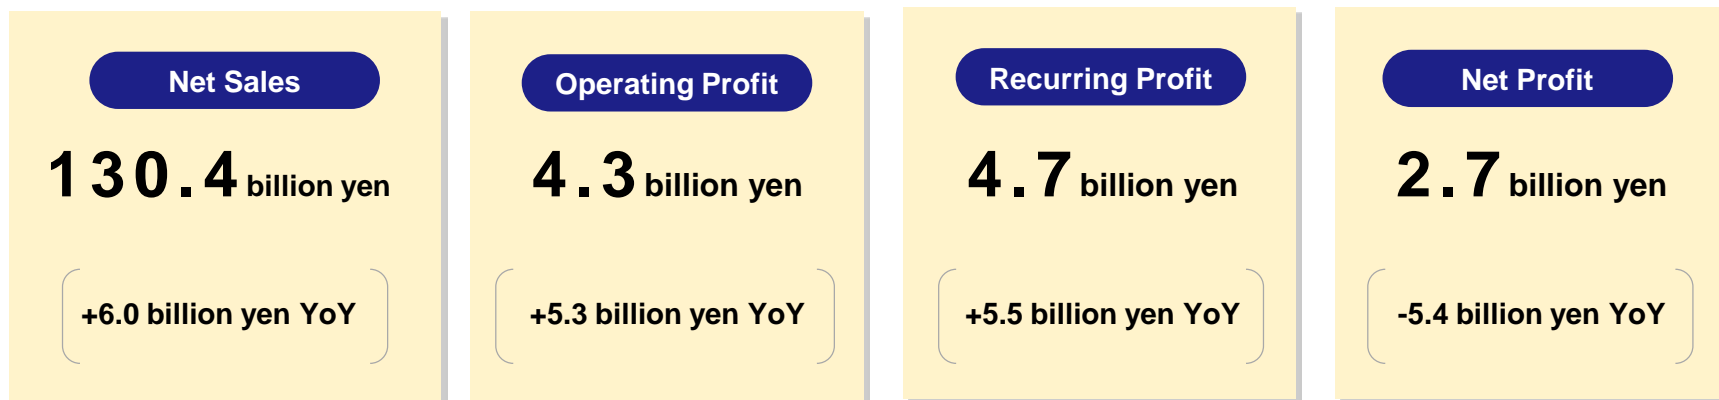 Net Sales
130.4 billion yen
+6.0 billion yen YoY
Operating Profit
4.3 billion yen
+5.3 billion yen YoY
Recurring Profit
4.7 billion yen
+5.5 billion yen YoY
Net Profit
2.7 billion yen
-5.4 billion yen YoY